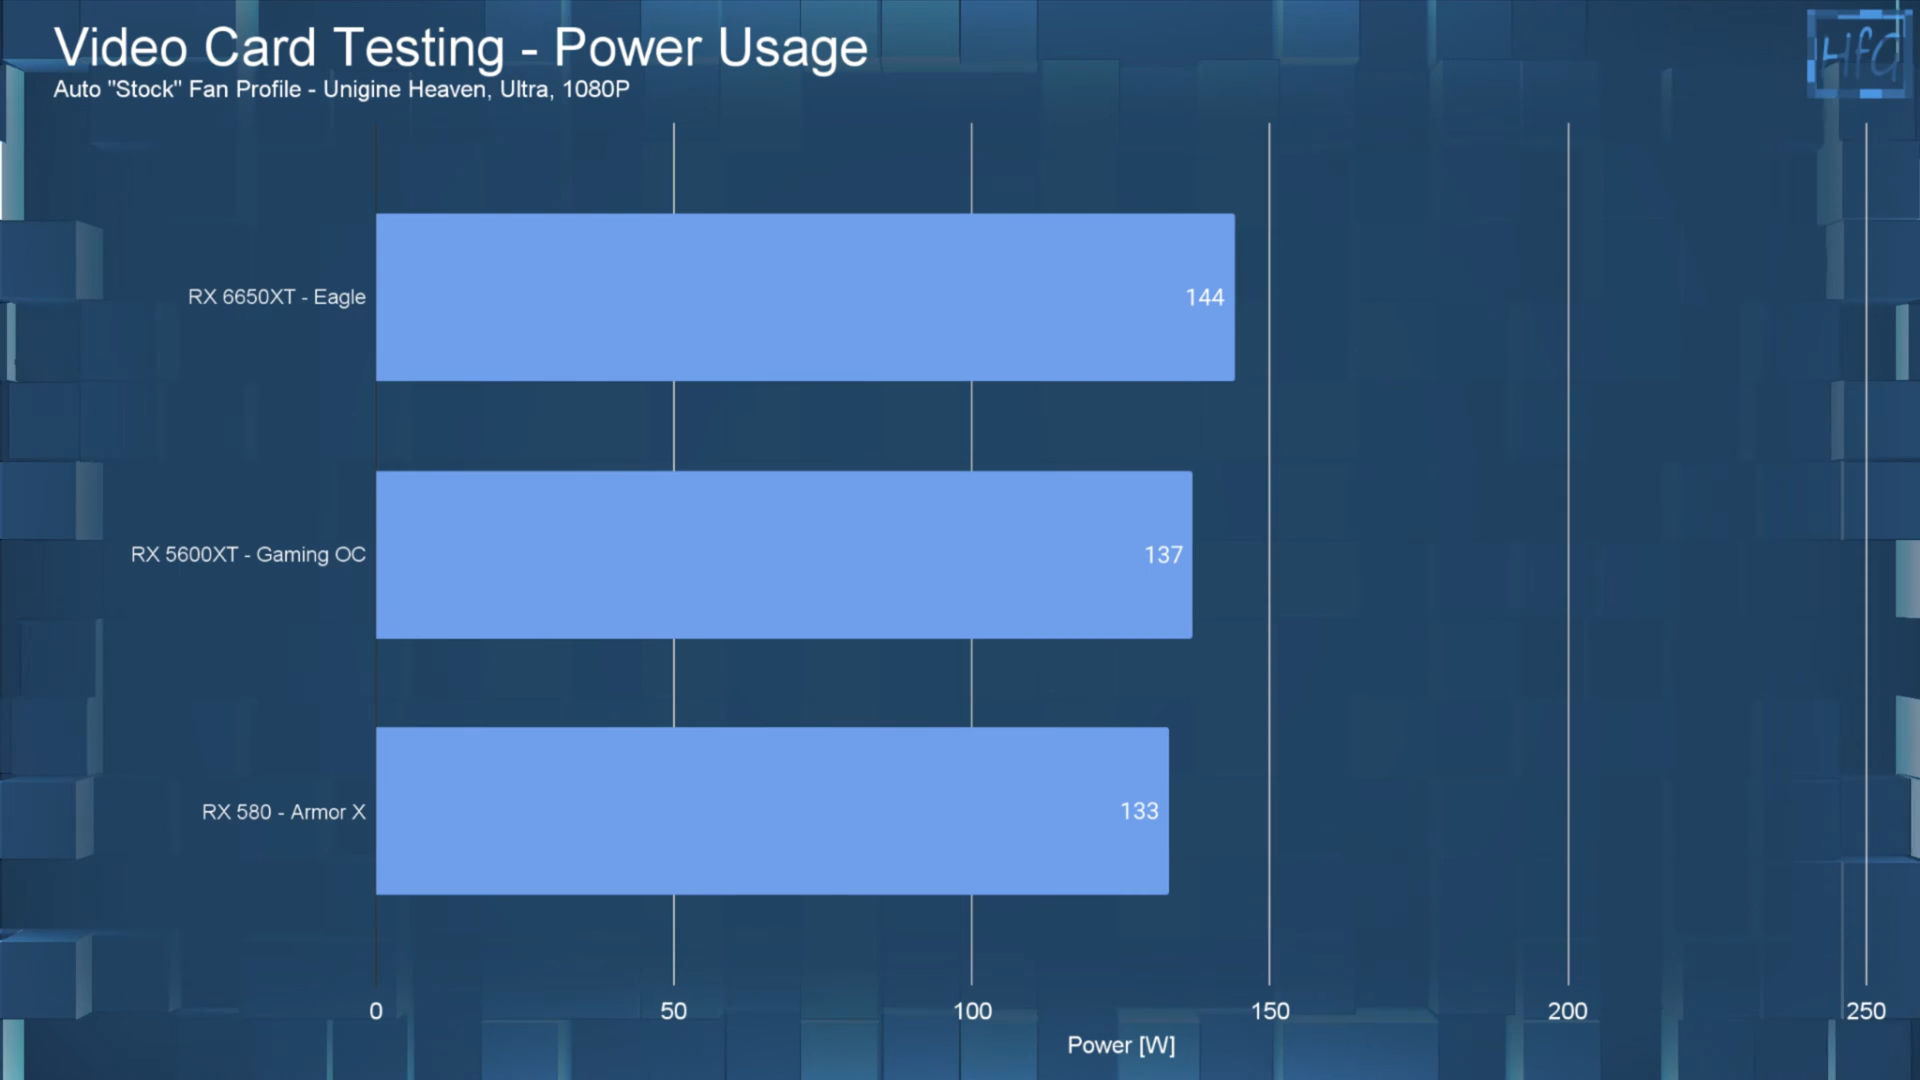 Video Card Testing - Power Usage
Auto "Stock" Fan Profile - Unigine Heaven, Ultra, 1080P
HfG
RX 6650XT - Eagle
144
RX 5600XT - Gaming OC
137
RX 580 - Armor X
133
0 50 100 150 200 250
Power [W]